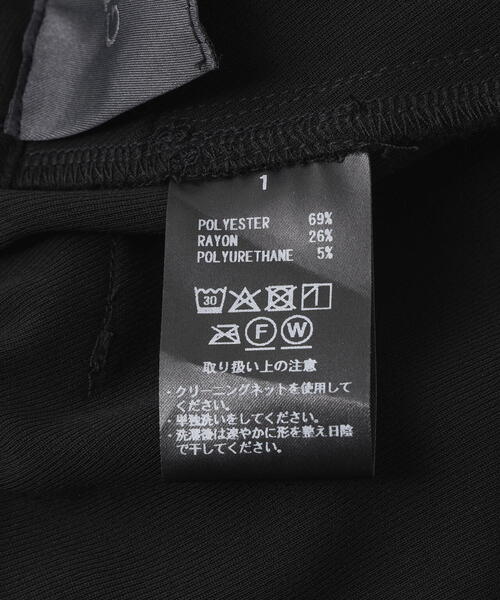 1
POLYESTER 69%
RAYON 26%
POLYURETHANE 5%
30
F W
取り扱い上の注意
・クリーニングネットを使用して
ください。
・単独洗いをしてください。
・洗濯後は速やかに形を整え日陰
で干してください。